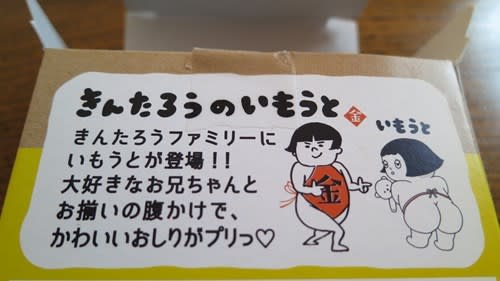 きんたろうのいもうと 金
いもうと
きんたろうファミリーに
いもうとが登場!!
大好きなお兄ちゃんと
お揃いの腹かけで、
かわいいおしりがプリっ♡
金